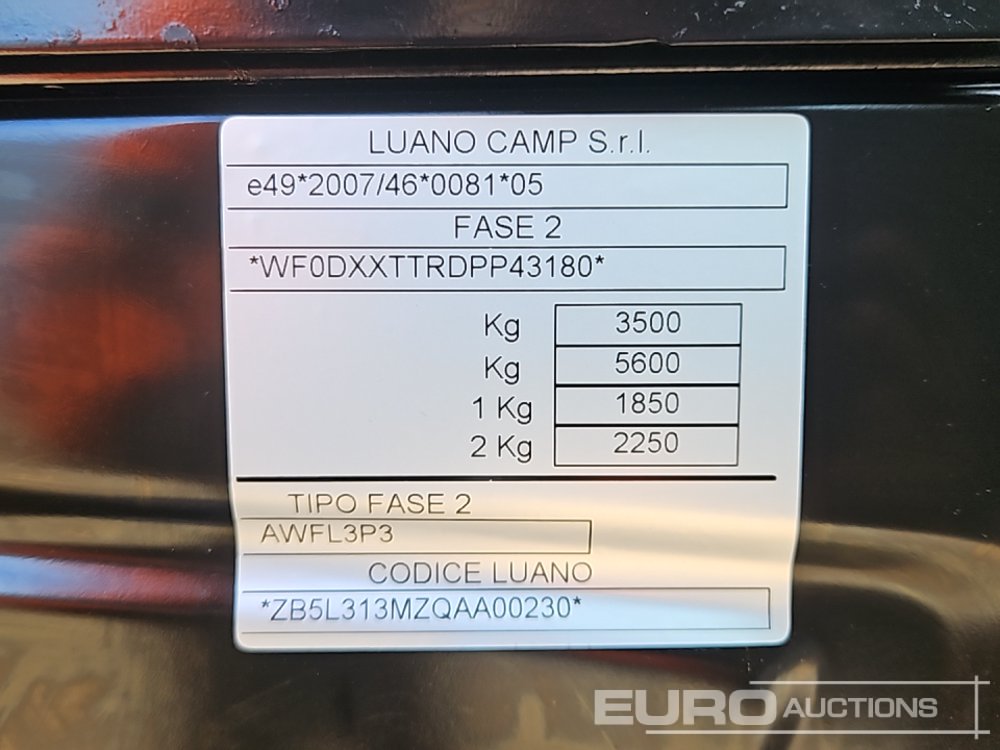 LUANO CAMP S.r.l.
e49*2007/46*0081*05
FASE 2
*WF0DXXTTRDPP43180*
Kg 3500
Kg 5600
1 Kg 1850
2 Kg 2250
TIPO FASE 2
AWFL3P3
CODICE LUANO
*ZB5L313MZQAA00230*
EURO AUCTIONS